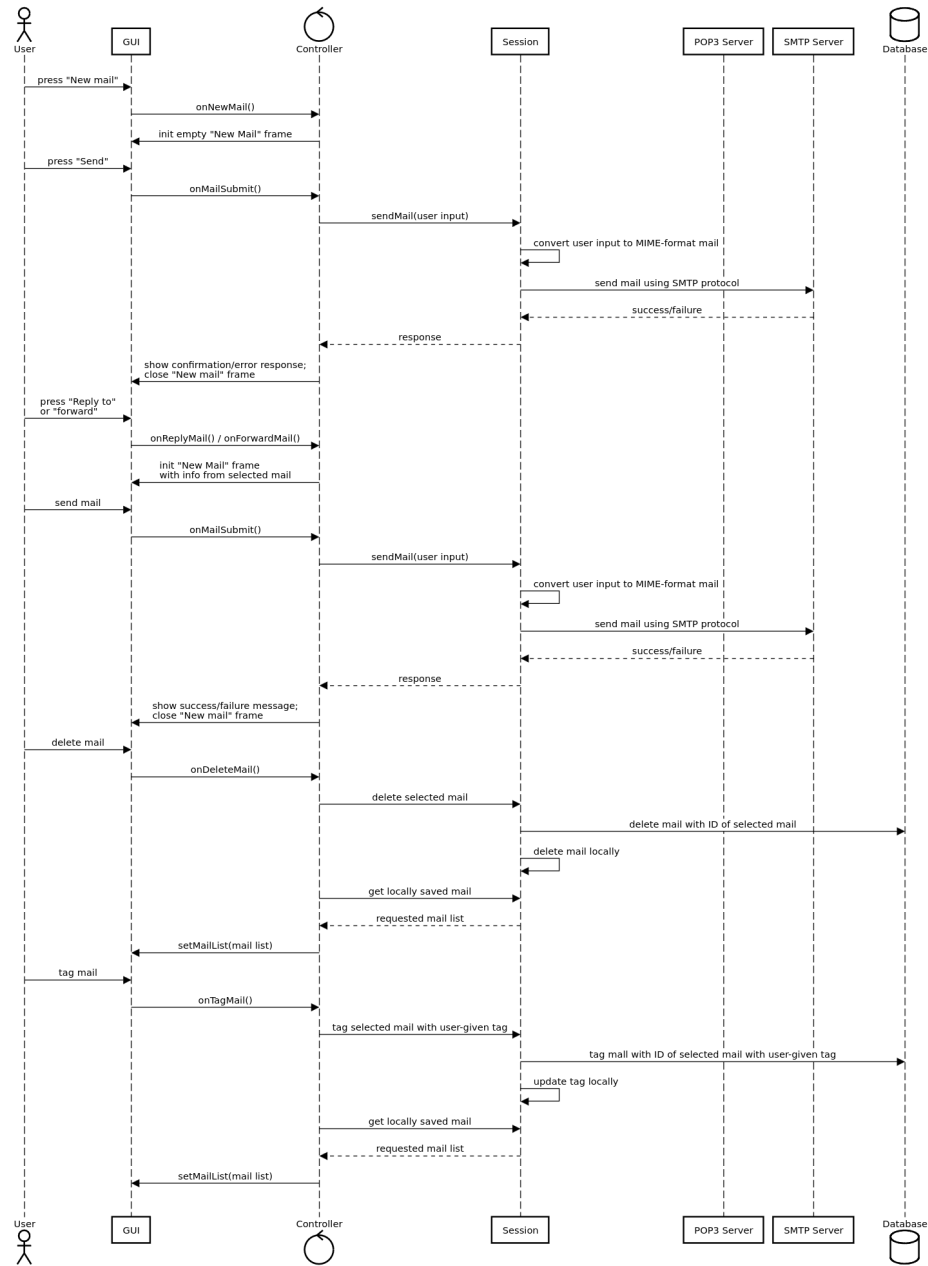 User
GUI
Controller
Session
POP3 Server
SMTP Server
Database
press "New mail"
onNewMail()
init empty "New Mail" frame
press "Send"
onMailSubmit()
sendMail(user input)
convert user input to MIME-format mail
send mail using SMTP protocol
success/failure
response
show confirmation/error response;
close "New mail" frame
press "Reply to"
or "forward"
onReplyMail() / onForwardMail()
init "New Mail" frame
with info from selected mail
send mail
onMailSubmit()
sendMail(user input)
convert user input to MIME-format mail
send mail using SMTP protocol
success/failure
response
show success/failure message;
close "New mail" frame
delete mail
onDeleteMail()
delete selected mail
delete mail with ID of selected mail
delete mail locally
get locally saved mail
requested mail list
setMailList(mail list)
tag mail
onTagMail()
tag selected mail with user-given tag
tag mall with ID of selected mail with user-given tag
update tag locally
get locally saved mail
requested mail list
setMailList(mail list)
User
GUI
Controller
Session
POP3 Server
SMTP Server
Database